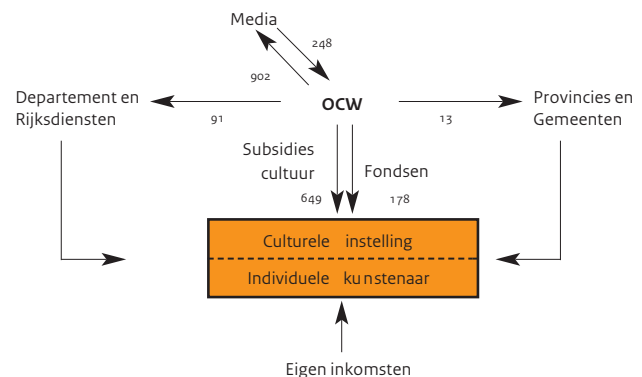 Media
248
902
Departement en
Rijksdiensten
91
OCW
13
Provincies en
Gemeenten
Subsidies
cultuur
649
Fondsen
178
Culturele instelling
Individuele kunstenaar
Eigen inkomsten